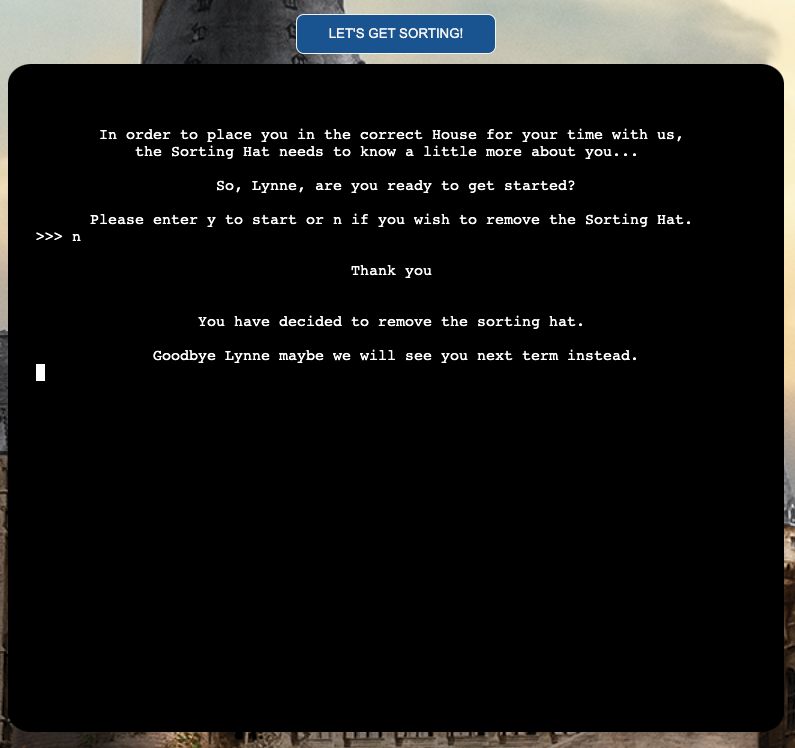 LET'S GET SORTING!
In order to place you in the correct House for your time with us,
the Sorting Hat needs to know a little more about you...
So, Lynne, are you ready to get started?
Please enter y to start or n if you wish to remove the Sorting Hat.
>>> n
Thank you
You have decided to remove the sorting hat.
Goodbye Lynne maybe we will see you next term instead.